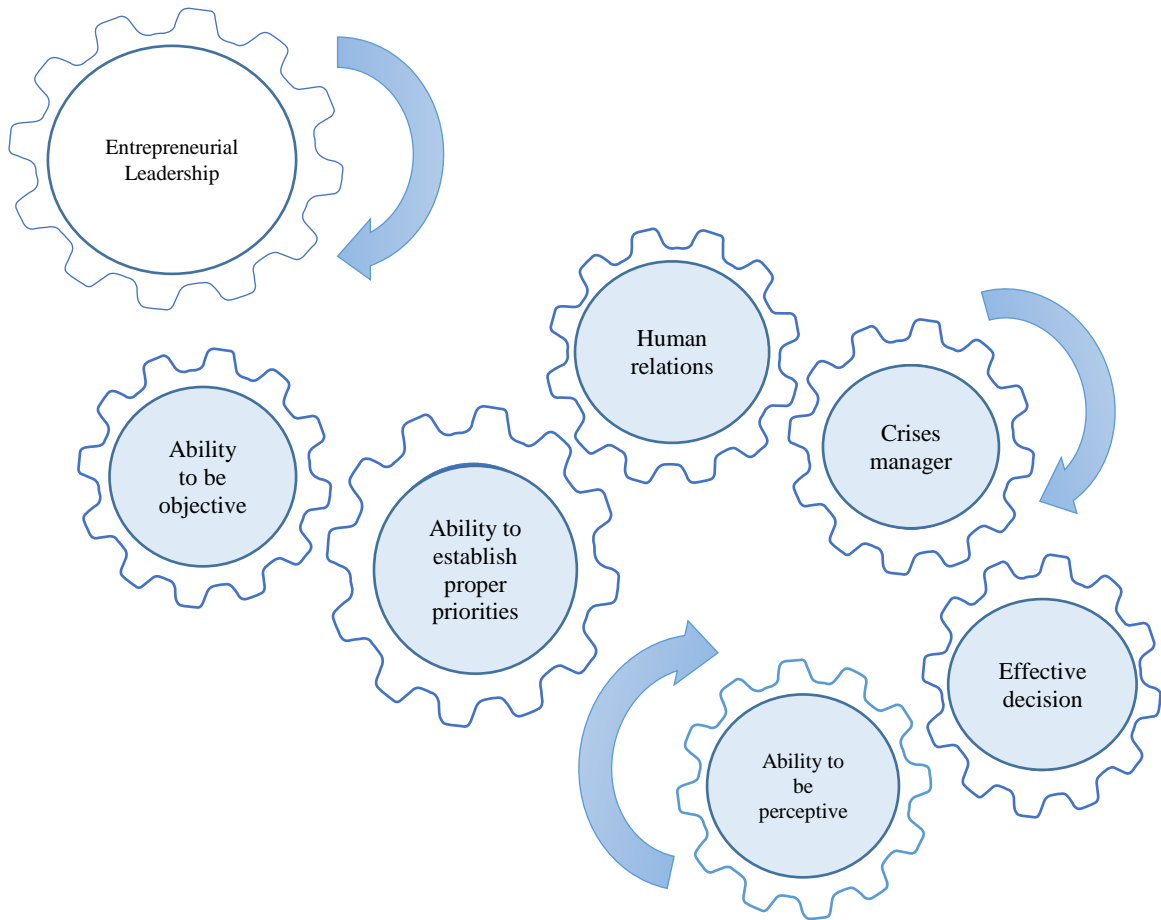 Entrepreneurial
Leadership
Human
relations
Crises
manager
Ability
to be
objective
Ability to
establish
proper
priorities
Effective
decision
Ability to
be
perceptive